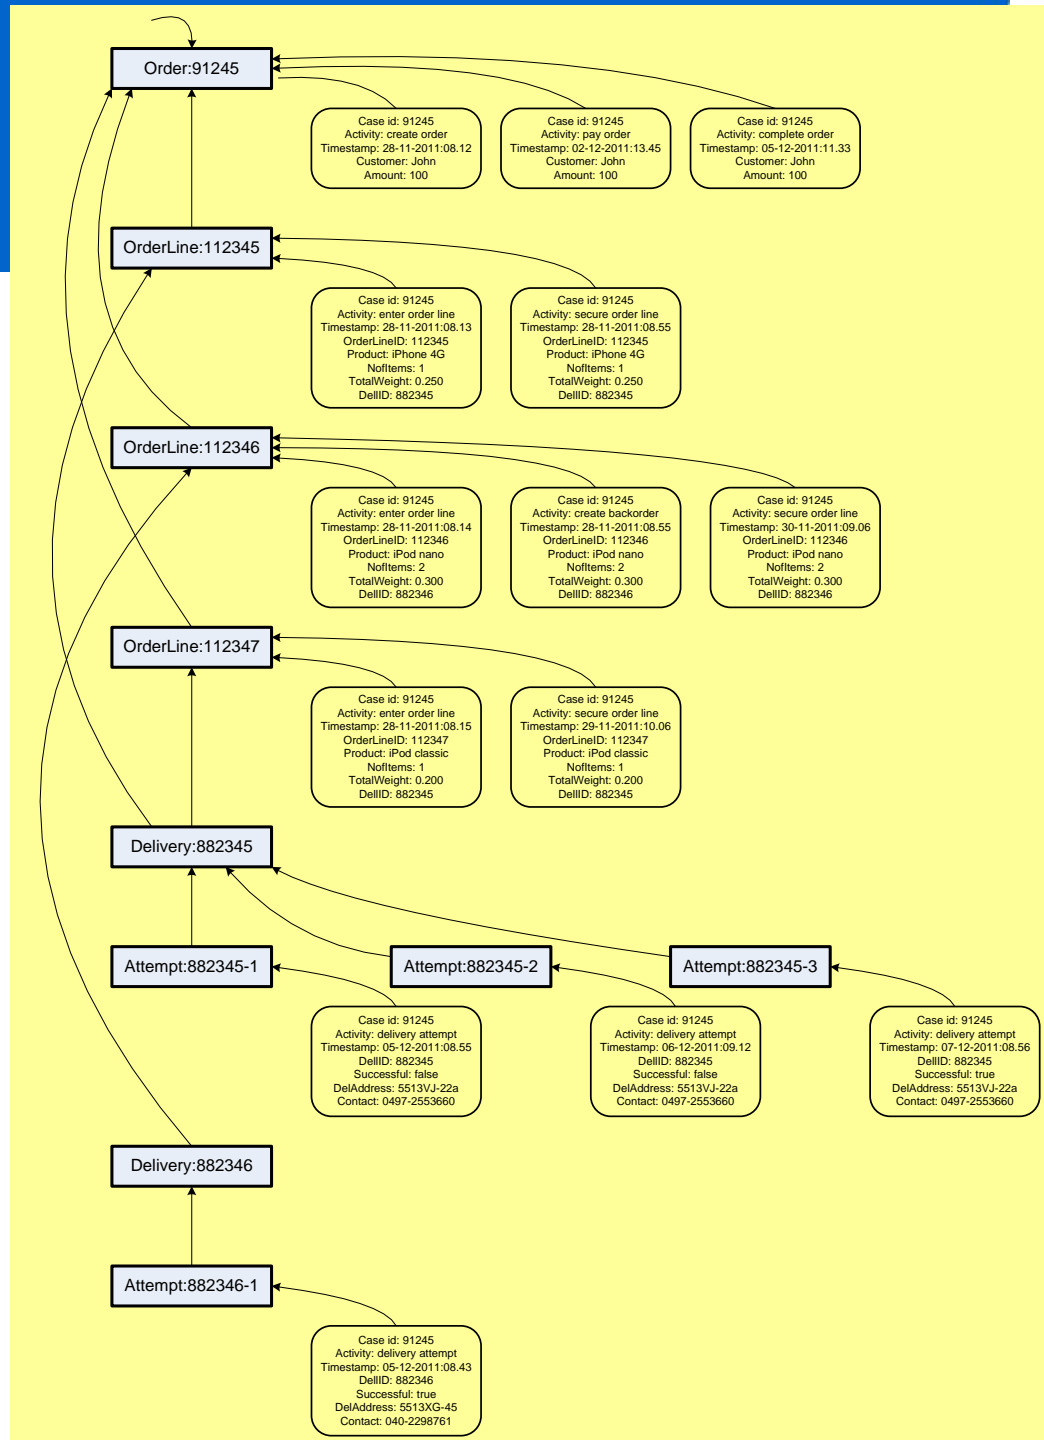 Order:91245
Case id: 91245
Activity: create order
Timestamp: 28-11-2011:08.12
Customer: John
Amount: 100
Case id: 91245
Activity: pay order
Timestamp: 02-12-2011:13.45
Customer: John
Amount: 100
Case id: 91245
Activity: complete order
Timestamp: 05-12-2011:11.33
Customer: John
Amount: 100
OrderLine:112345
Case id: 91245
Activity: enter order line
Timestamp: 28-11-2011:08.13
OrderLineID: 112345
Product: iPhone 4G
NofItems: 1
TotalWeight: 0.250
DellID: 882345
Case id: 91245
Activity: secure order line
Timestamp: 28-11-2011:08.55
OrderLineID: 112345
Product: iPhone 4G
NofItems: 1
TotalWeight: 0.250
DellID: 882345
OrderLine:112346
Case id: 91245
Activity: enter order line
Timestamp: 28-11-2011:08.14
OrderLineID: 112346
Product: iPod nano
NofItems: 2
TotalWeight: 0.300
DellID: 882346
Case id: 91245
Activity: create backorder
Timestamp: 28-11-2011:08.55
OrderLineID: 112346
Product: iPod nano
NofItems: 2
TotalWeight: 0.300
DellID: 882346
Case id: 91245
Activity: secure order line
Timestamp: 30-11-2011:09.06
OrderLineID: 112346
Product: iPod nano
NofItems: 2
TotalWeight: 0.300
DellID: 882346
OrderLine:112347
Case id: 91245
Activity: enter order line
Timestamp: 28-11-2011:08.15
OrderLineID: 112347
Product: iPod classic
NofItems: 1
TotalWeight: 0.200
DellID: 882345
Case id: 91245
Activity: secure order line
Timestamp: 29-11-2011:10.06
OrderLineID: 112347
Product: iPod classic
NofItems: 1
TotalWeight: 0.200
DellID: 882345
Delivery:882345
Attempt:882345-1
Attempt:882345-2
Attempt:882345-3
Case id: 91245
Activity: delivery attempt
Timestamp: 05-12-2011:08.55
DellID: 882345
Successful: false
DelAddress: 5513VJ-22a
Contact: 0497-2553660
Case id: 91245
Activity: delivery attempt
Timestamp: 06-12-2011:09.12
DellID: 882345
Successful: false
DelAddress: 5513VJ-22a
Contact: 0497-2553660
Case id: 91245
Activity: delivery attempt
Timestamp: 07-12-2011:08.56
DellID: 882345
Successful: true
DelAddress: 5513VJ-22a
Contact: 0497-2553660
Delivery:882346
Attempt:882346-1
Case id: 91245
Activity: delivery attempt
Timestamp: 05-12-2011:08.43
DellID: 882346
Successful: true
DelAddress: 5513XG-45
Contact: 040-2298761